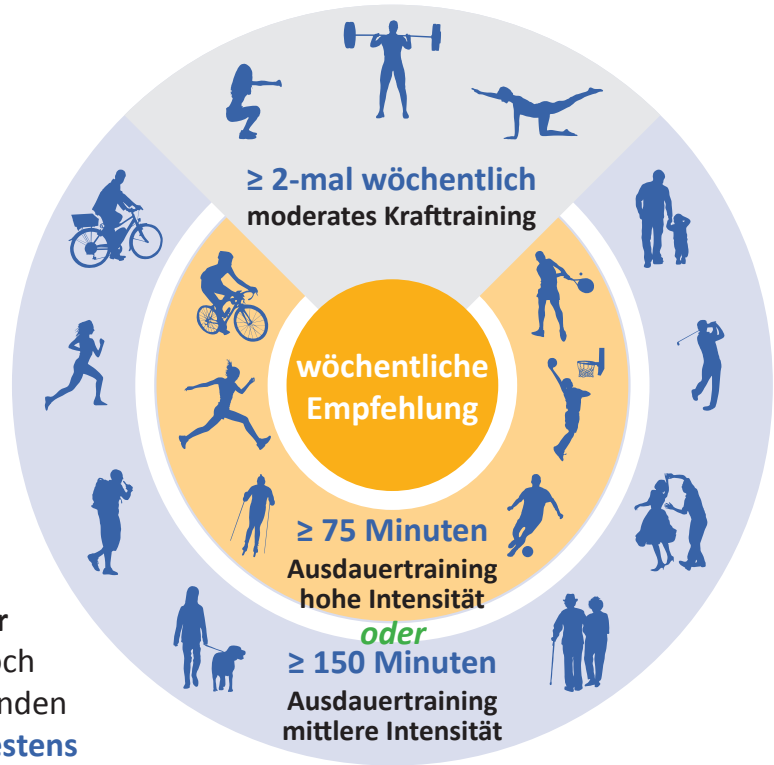 ≥ 2-mal wöchentlich
moderates Krafttraining
wöchentliche
Empfehlung
≥ 75 Minuten
Ausdauertraining
hohe Intensität
oder
≥ 150 Minuten
Ausdauertraining
mittlere Intensität